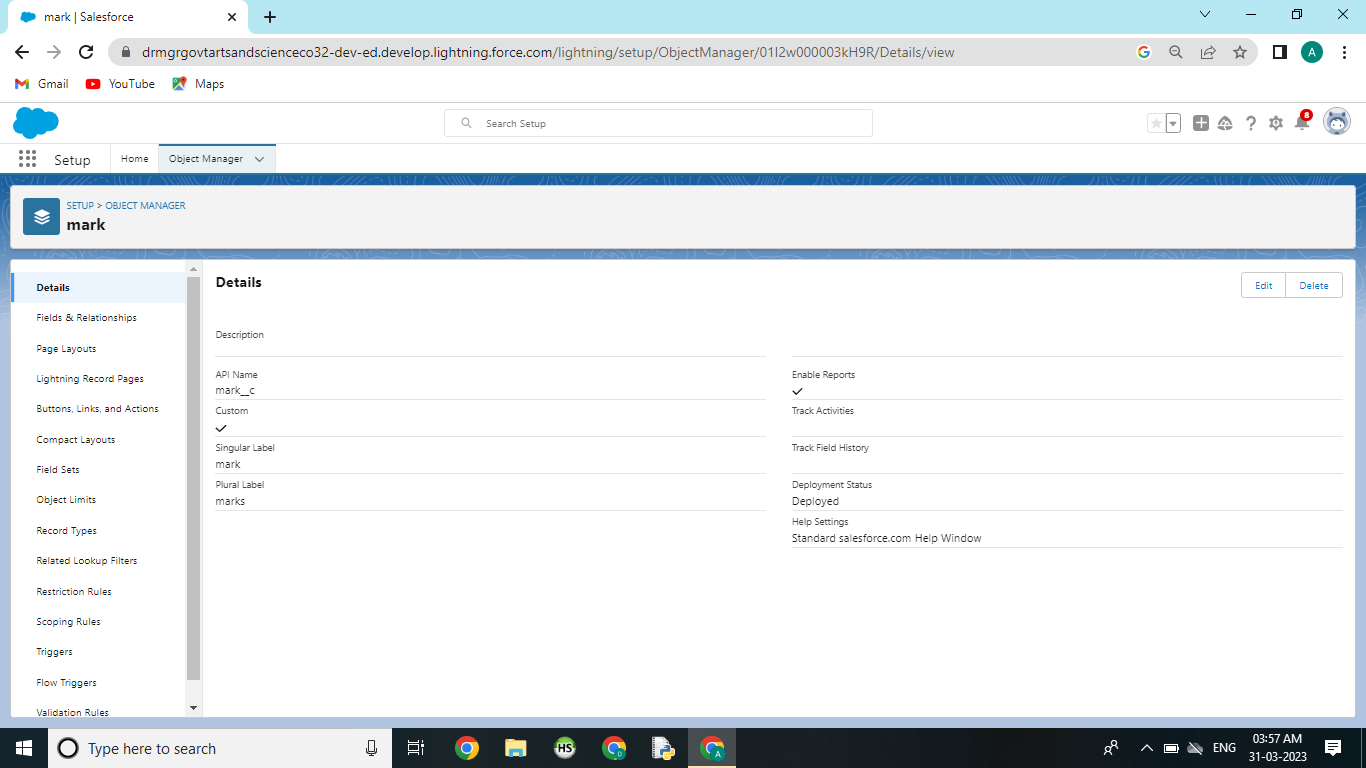 mark | Salesforce
drmgrgovtartsandscienceco32-dev-ed.develop.lightning.force.com/lightning/setup/ObjectManager/01I2w000003kH9R/Details/view
A
Gmail YouTube Maps
Search Setup
8
Setup Home Object Manager
SETUP > OBJECT MANAGER
mark
Details
Fields & Relationships
Page Layouts
Lightning Record Pages
Buttons, Links, and Actions
Compact Layouts
Field Sets
Object Limits
Record Types
Related Lookup Filters
Restriction Rules
Scoping Rules
Triggers
Flow Triggers
Validation Rules
Details
Edit Delete
Description
API Name
mark__c
Custom
Singular Label
mark
Plural Label
marks
Enable Reports
Track Activities
Track Field History
Deployment Status
Deployed
Help Settings
Standard salesforce.com Help Window
Type here to search
HS
D
A
ENG
03:57 AM
31-03-2023